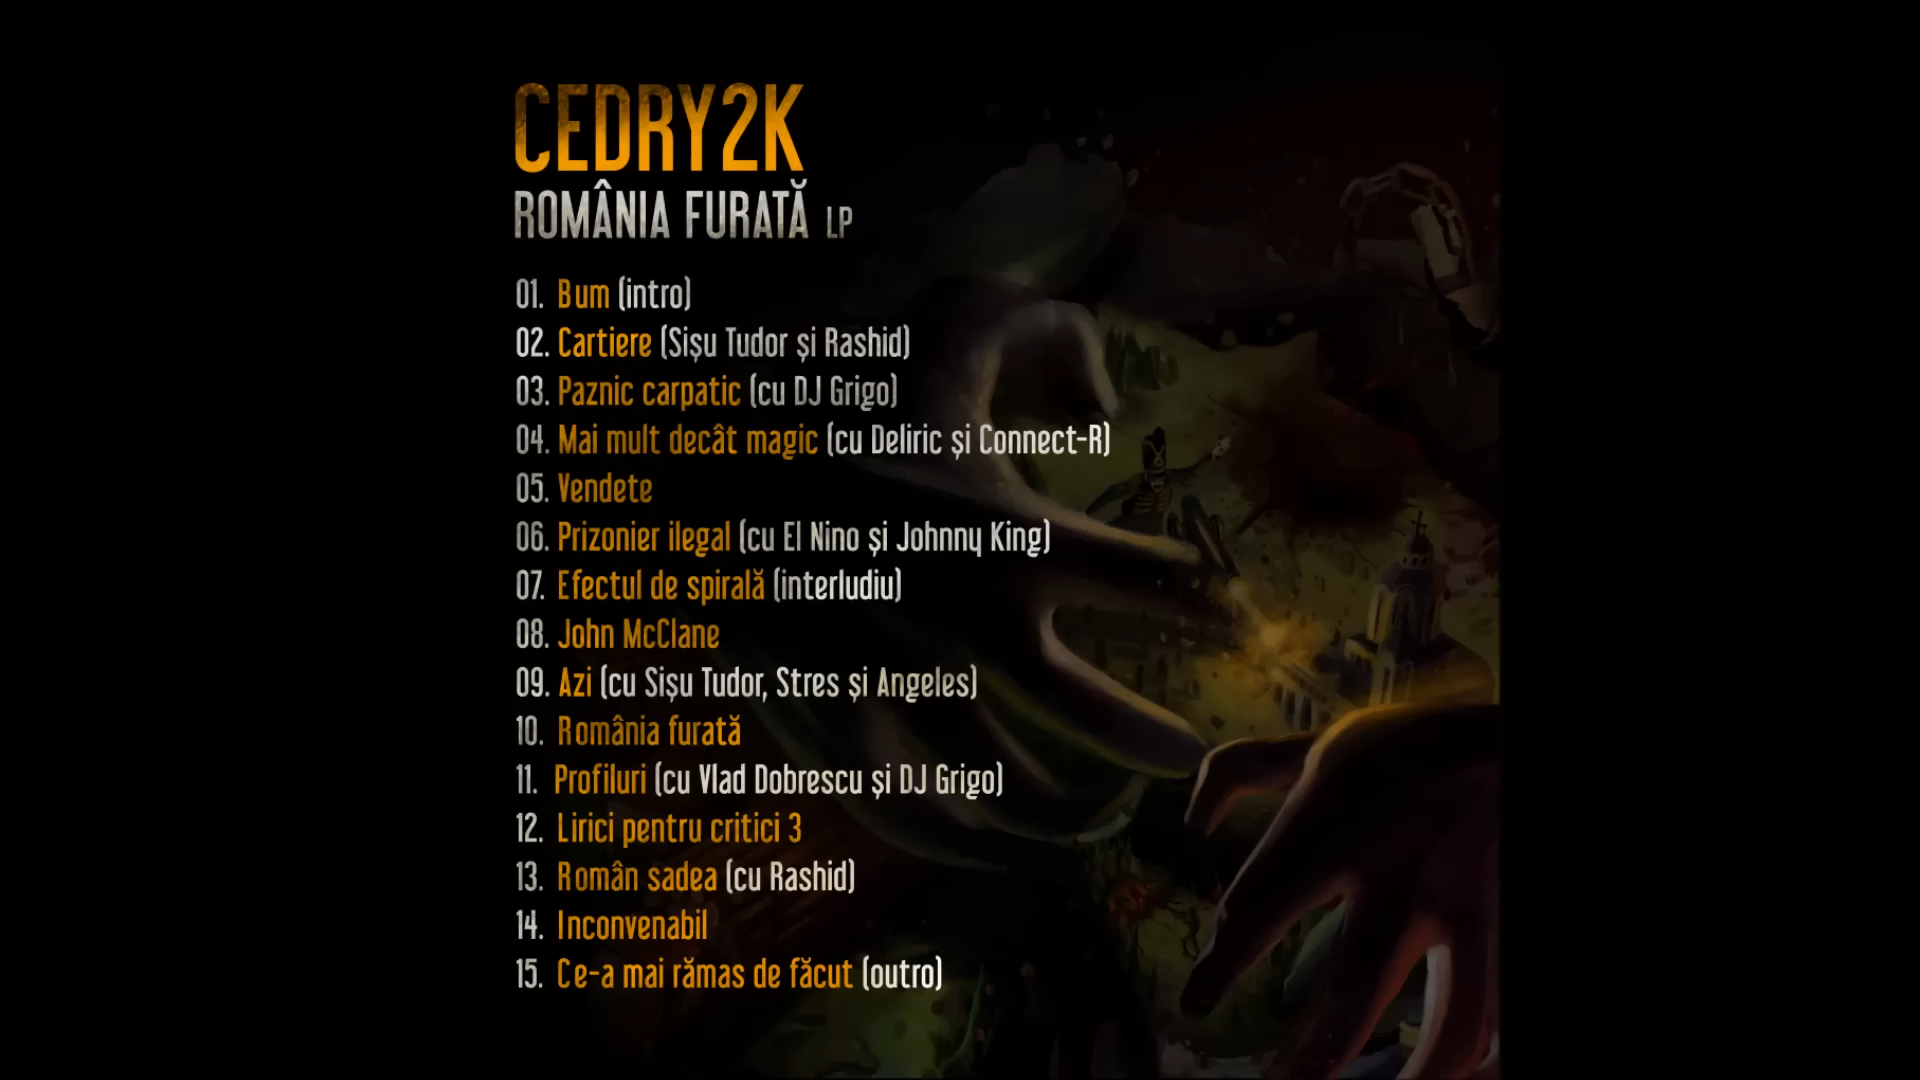 CEDRY2K
ROMÂNIA FURATĂ LP
01. Bum (intro)
02. Cartiere (Sișu Tudor și Rashid)
03. Paznic carpatic (cu DJ Grigo)
04. Mai mult decât magic (cu Deliric și Connect-R)
05. Vendete
06. Prizonier ilegal (cu El Nino și Johnny King)
07. Efectul de spirală (interludiu)
08. John McClane
09. Azi (cu Sișu Tudor, Stres și Angeles)
10. România furată
11. Profiluri (cu Vlad Dobrescu și DJ Grigo)
12. Lirici pentru critici 3
13. Român sadea (cu Rashid)
14. Inconvenabil
15. Ce-a mai rămas de făcut (outro)